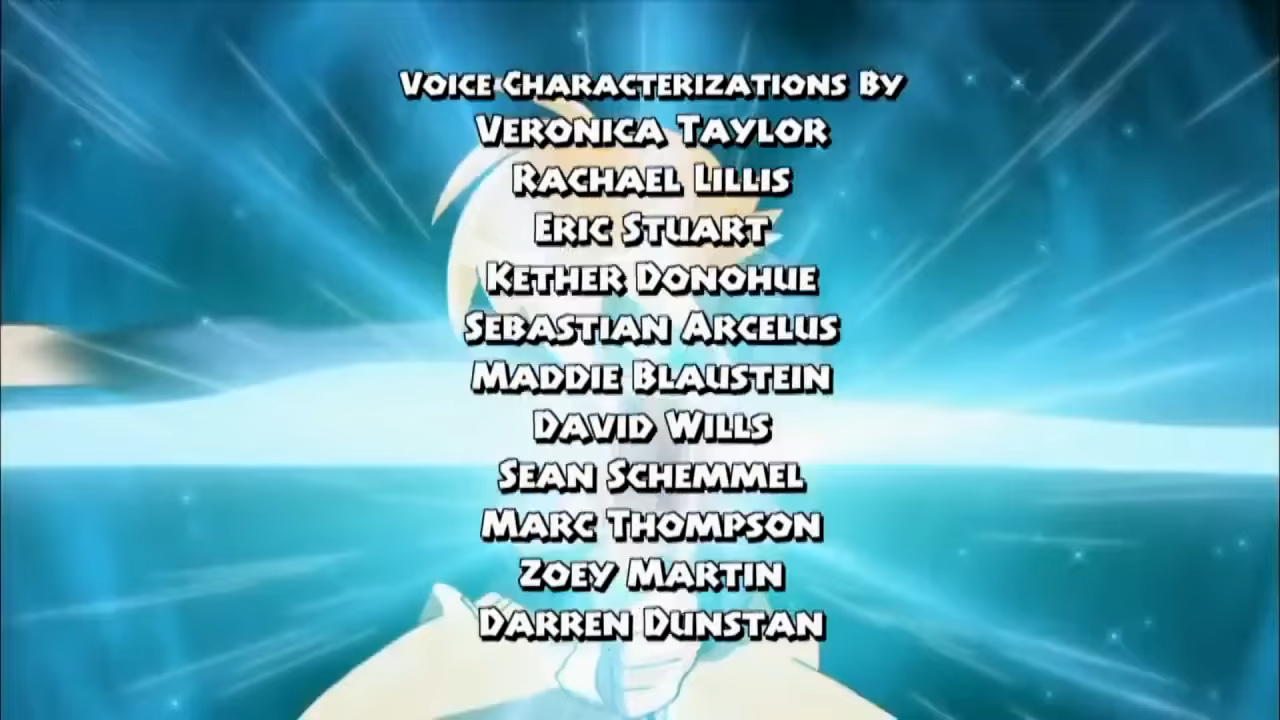 Voice Characterizations By
Veronica Taylor
Rachael Lillis
Eric Stuart
Kether Donohue
Sebastian Arcelus
Maddie Blaustein
David Wills
Sean Schemmel
Marc Thompson
Zoey Martin
Darren Dunstan